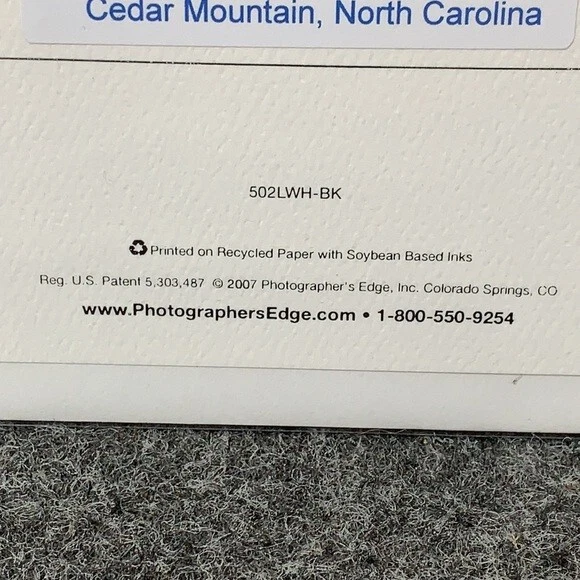 Cedar Mountain, North Carolina
502LWH-BK
Printed on Recycled Paper with Soybean Based Inks
Reg. U.S. Patent 5,303,487 © 2007 Photographer's Edge, Inc. Colorado Springs, CO
www.PhotographersEdge.com • 1-800-550-9254